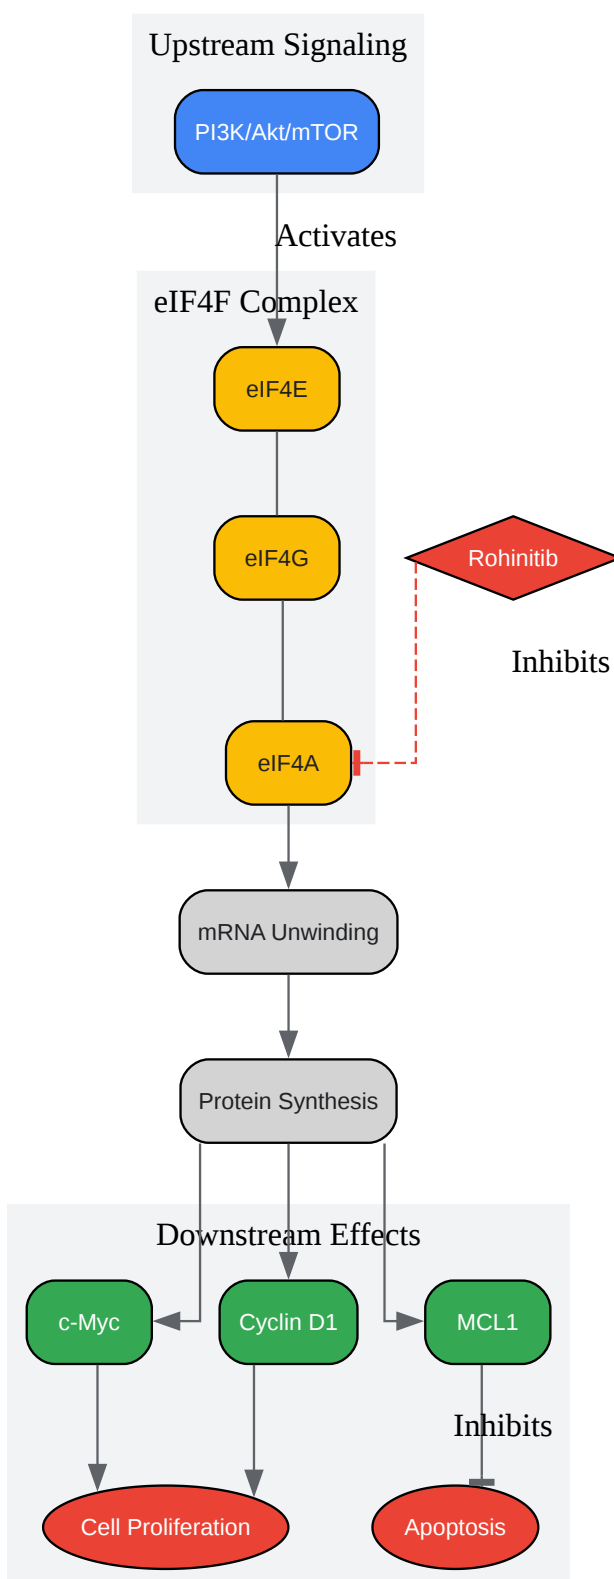 Upstream Signaling
PI3K/Akt/mTOR
Activates
eIF4F Complex
eIF4E
eIF4G
Rohinitib
Inhibits
eIF4A
mRNA Unwinding
Protein Synthesis
Downstream Effects
c-Myc
Cyclin D1
MCL1
Inhibits
Cell Proliferation
Apoptosis